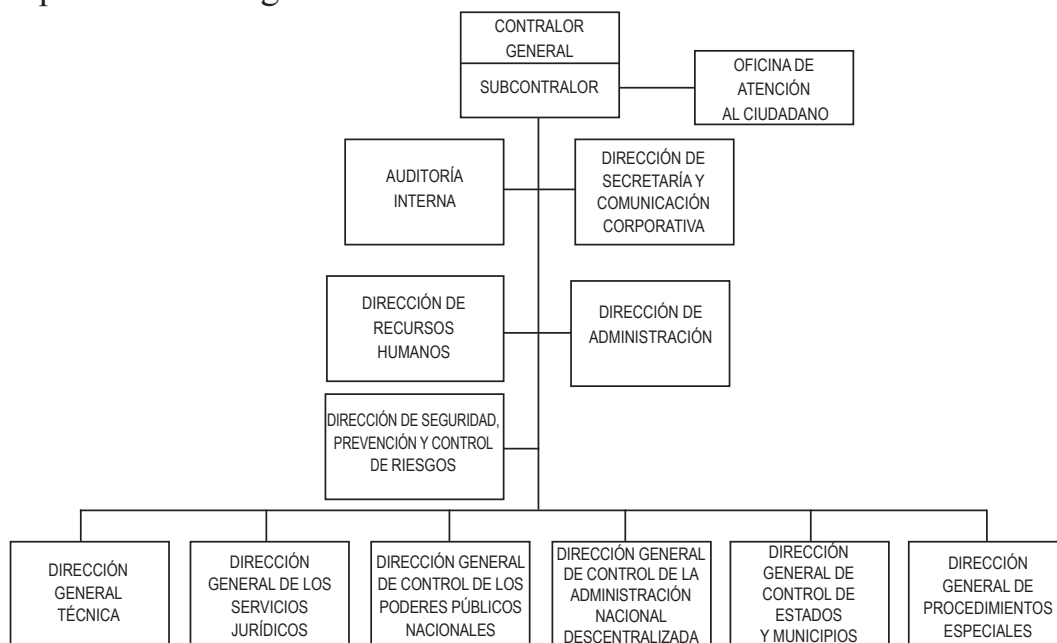 CONTRALOR
GENERAL
SUBCONTRALOR
OFICINA DE
ATENCIÓN
AL CIUDADANO
AUDITORÍA
INTERNA
DIRECCIÓN DE
SECRETARÍA Y
COMUNICACIÓN
CORPORATIVA
DIRECCIÓN DE
RECURSOS
HUMANOS
DIRECCIÓN DE
ADMINISTRACIÓN
DIRECCIÓN DE SEGURIDAD,
PREVENCIÓN Y CONTROL
DE RIESGOS
DIRECCIÓN
GENERAL
TÉCNICA
DIRECCIÓN
GENERAL DE LOS
SERVICIOS
JURÍDICOS
DIRECCIÓN GENERAL
DE CONTROL DE LOS
PODERES PÚBLICOS
NACIONALES
DIRECCIÓN GENERAL
DE CONTROL DE LA
ADMINISTRACIÓN
NACIONAL
DESCENTRALIZADA
DIRECCIÓN
GENERAL DE
CONTROL DE
ESTADOS
Y MUNICIPIOS
DIRECCIÓN
GENERAL DE
PROCEDIMIENTOS
ESPECIALES